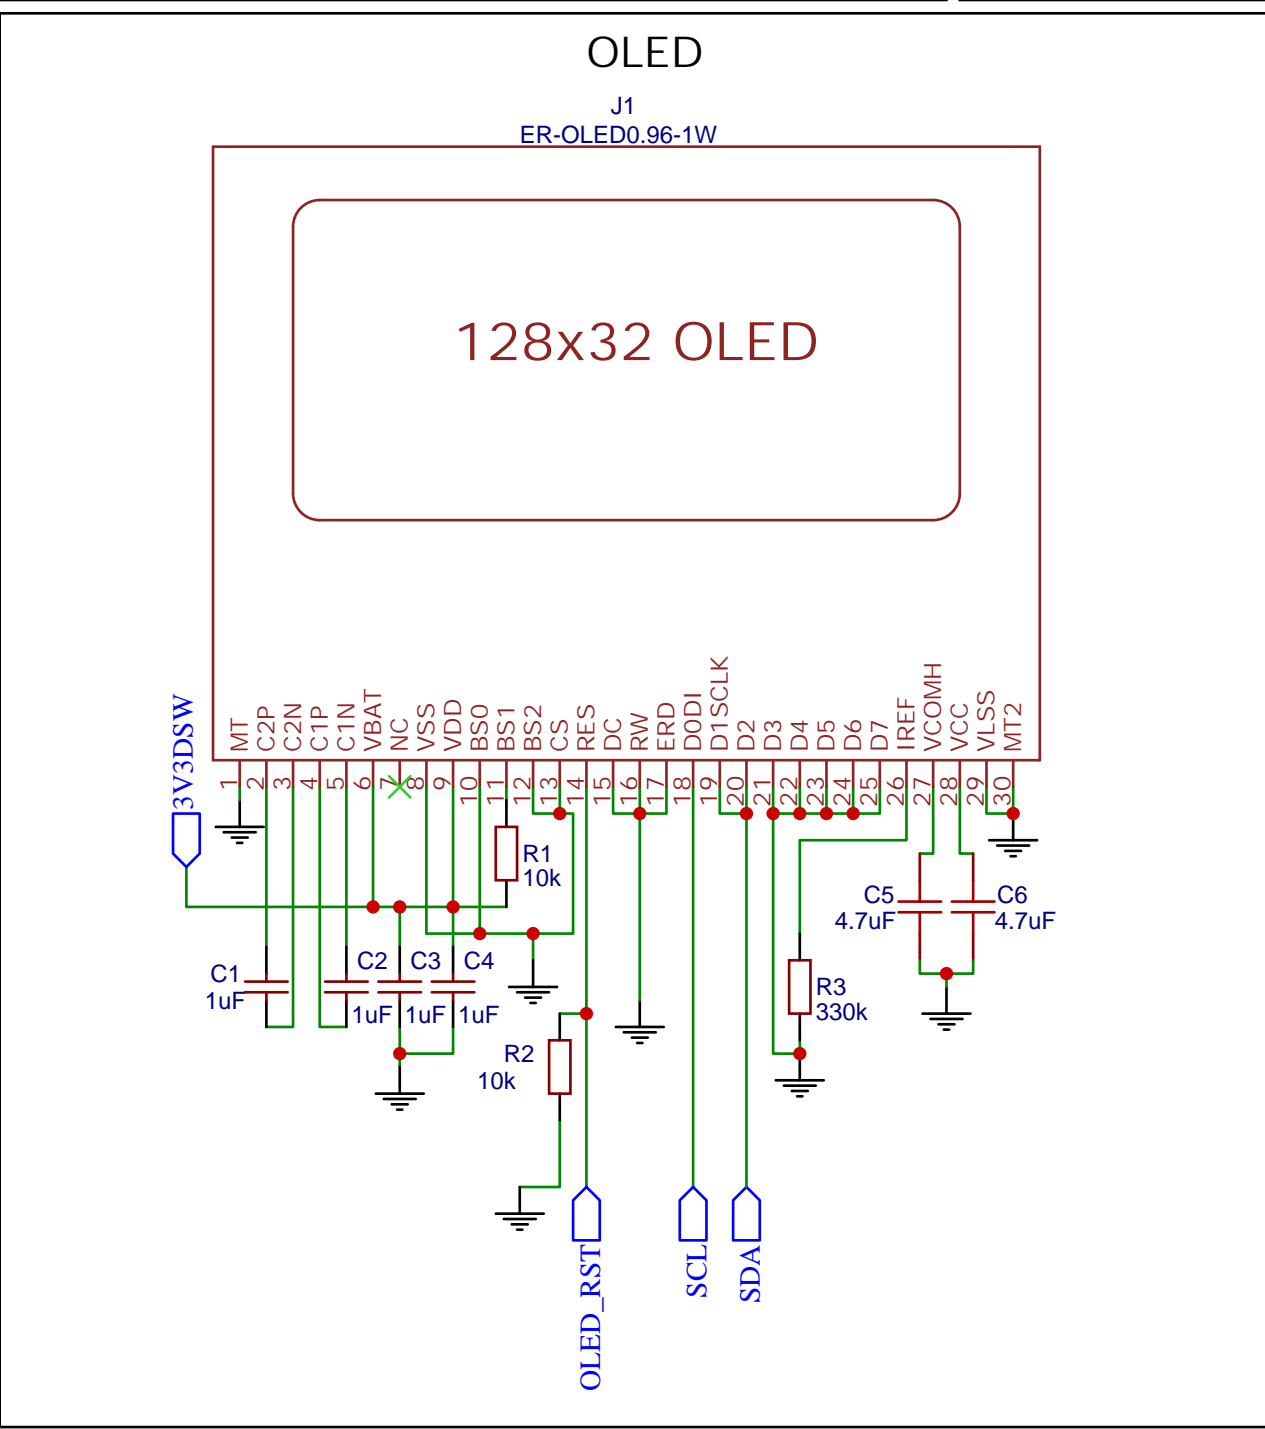 OLED
J1
ER-OLED0.96-1W
128x32 OLED
MT
C2P
C2N
C1P
C1N
VBAT
NC
VSS
VDD
BS0
BS1
BS2
CS
RES
DC
RW
ERD
D0DI
D1SCLK
D2
D3
D4
D5
D6
D7
IREF
VCOMH
VCC
VLSS
MT2
1
2
3
4
5
6
7
8
9
10
11
12
13
14
15
16
17
18
19
20
21
22
23
24
25
26
27
28
29
30
3V3DSW
R1
10k
C5
4.7uF
C6
4.7uF
C1
1uF
C2
1uF
C3
1uF
C4
1uF
R3
330k
R2
10k
OLED_RST
SCL
SDA